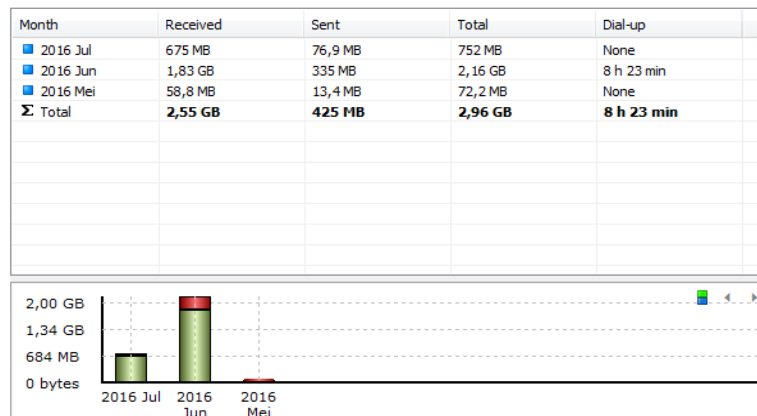 Month Received Sent Total Dial-up
2016 Jul 675 MB 76,9 MB 752 MB None
2016 Jun 1,83 GB 335 MB 2,16 GB 8 h 23 min
2016 Mei 58,8 MB 13,4 MB 72,2 MB None
Σ Total 2,55 GB 425 MB 2,96 GB 8 h 23 min
2,00 GB
1,34 GB
684 MB
0 bytes
2016 Jul 2016 2016
Jun Mei